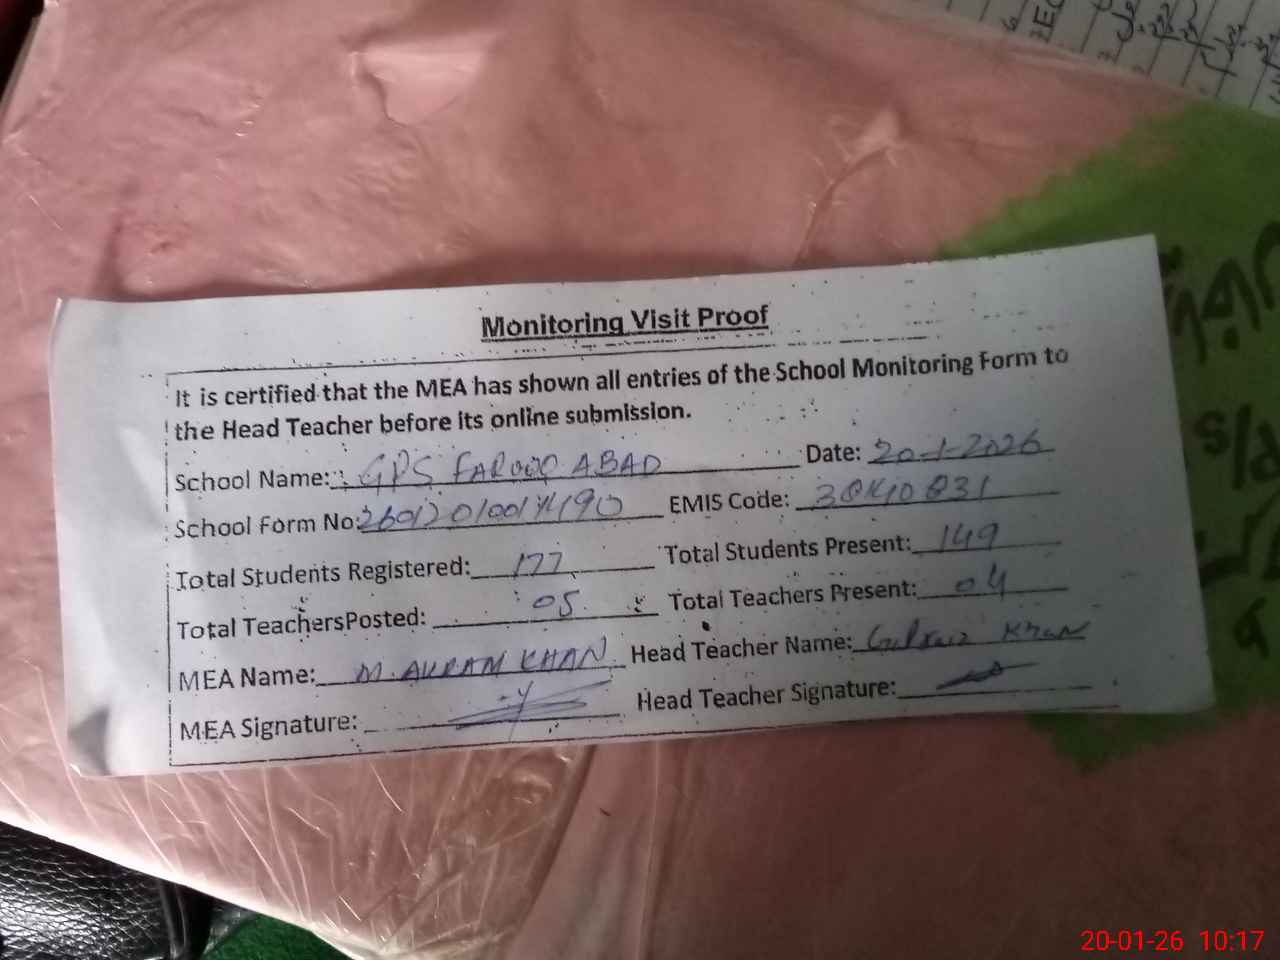 Monitoring Visit Proof
It is certified that the MEA has shown all entries of the School Monitoring Form to
the Head Teacher before its online submission.
School Name: GPS FAROOQ ABAD Date: 20-1-2026
School Form No: EMIS Code:
Total Students Registered: 177 Total Students Present: 149
Total TeachersPosted: 05 Total Teachers Present: 04
MEA Name: M. AKRAM KHAN Head Teacher Name: Khan
MEA Signature: Head Teacher Signature:
20-01-26 10:17